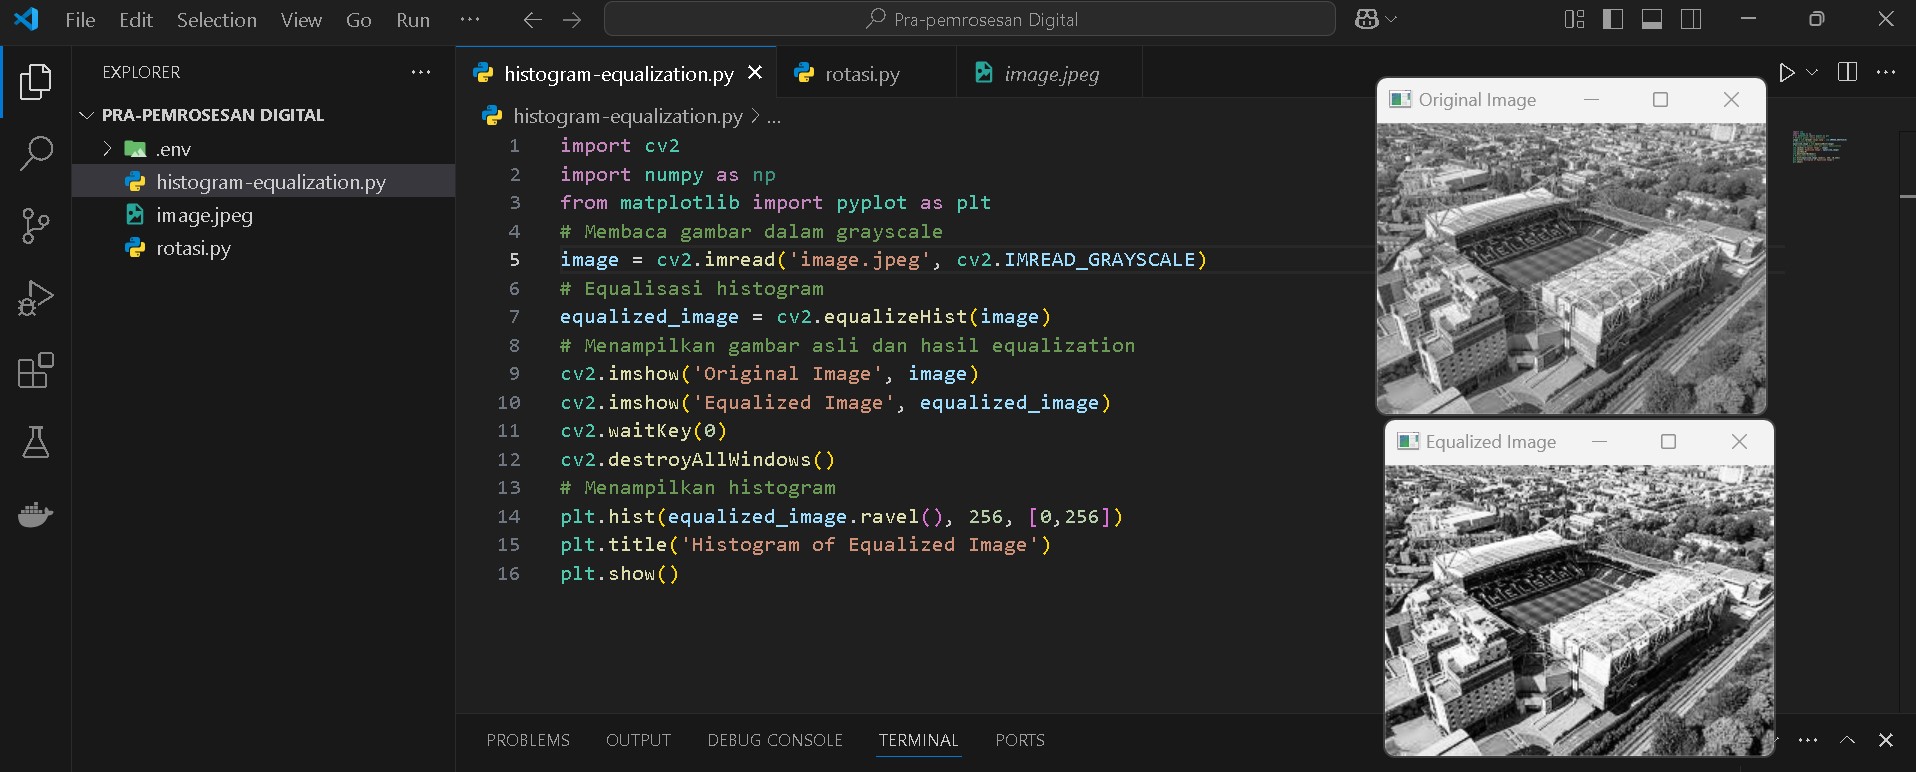 File Edit Selection View Go Run ··· Pra-pemrosesan Digital
EXPLORER ···
PRA-PEMROSESAN DIGITAL
.env
histogram-equalization.py
image.jpeg
rotasi.py
histogram-equalization.py rotasi.py image.jpeg ···
histogram-equalization.py > ...
1 import cv2
2 import numpy as np
3 from matplotlib import pyplot as plt
4 # Membaca gambar dalam grayscale
5 image = cv2.imread('image.jpeg', cv2.IMREAD_GRAYSCALE)
6 # Equalisasi histogram
7 equalized_image = cv2.equalizeHist(image)
8 # Menampilkan gambar asli dan hasil equalization
9 cv2.imshow('Original Image', image)
10 cv2.imshow('Equalized Image', equalized_image)
11 cv2.waitKey(0)
12 cv2.destroyAllWindows()
13 # Menampilkan histogram
14 plt.hist(equalized_image.ravel(), 256, [0,256])
15 plt.title('Histogram of Equalized Image')
16 plt.show()
Original Image
Equalized Image
PROBLEMS OUTPUT DEBUG CONSOLE TERMINAL PORTS ···